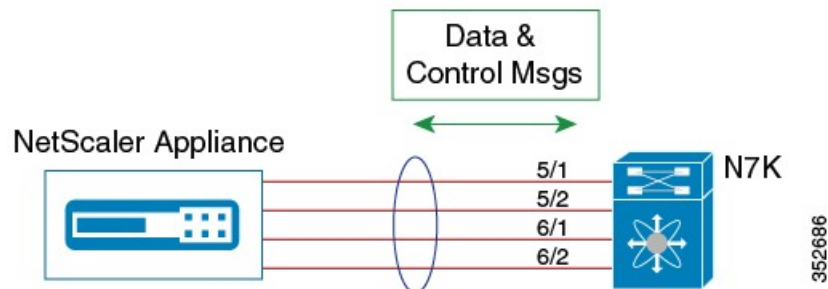 Data &
Control Msgs
NetScaler Appliance
5/1
N7K
5/2
6/1
6/2
352686